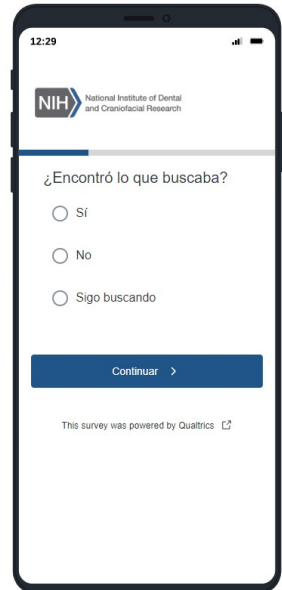 12:29
NIH
National Institute of Dental
and Craniofacial Research
¿Encontró lo que buscaba?
Sí
No
Sigo buscando
Continuar
This survey was powered by Qualtrics